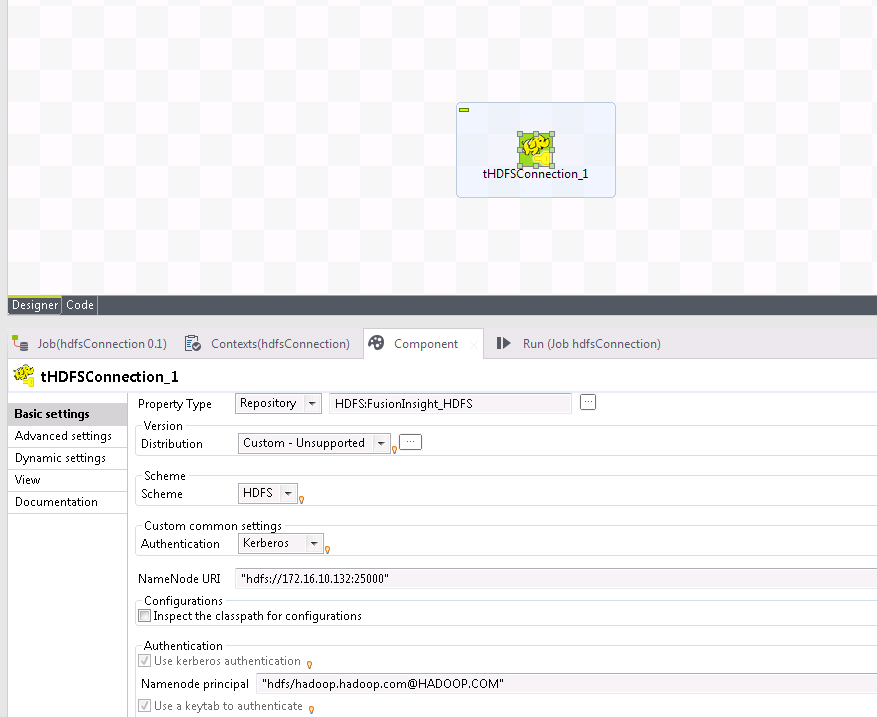 tHDFSConnection_1
Designer Code
Job(hdfsConnection 0.1) Contexts(hdfsConnection) Component Run (Job hdfsConnection)
tHDFSConnection_1
Basic settings
Advanced settings
Dynamic settings
View
Documentation
Property Type Repository HDFS:FusionInsight_HDFS ...
Version
Distribution Custom - Unsupported ...
Scheme
Scheme HDFS
Custom common settings
Authentication Kerberos
NameNode URI "hdfs://172.16.10.132:25000"
Configurations
Inspect the classpath for configurations
Authentication
Use kerberos authentication
Namenode principal "hdfs/hadoop.hadoop.com@HADOOP.COM"
Use a keytab to authenticate